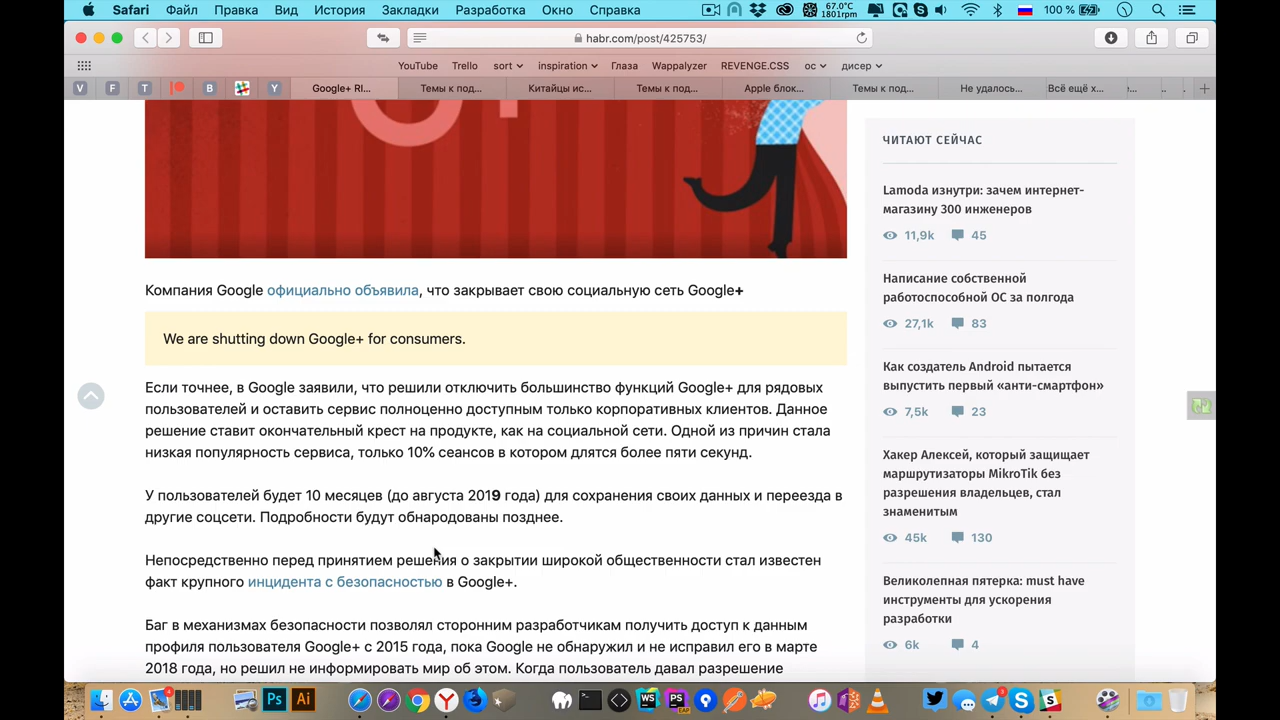 Safari Файл Правка Вид История Закладки Разработка Окно Справка 67.0°C 1801rpm 100 %
habr.com/post/425753/
YouTube Trello sort inspiration Глаза Wappalyzer REVENGE.CSS ос дисер
V F T B Y Google+ RI... Темы к под... Китайцы ис... Темы к под... Apple блок... Темы к под... Не удалось... Всё ещё х...
Компания Google официально объявила, что закрывает свою социальную сеть Google+
We are shutting down Google+ for consumers.
Если точнее, в Google заявили, что решили отключить большинство функций Google+ для рядовых
пользователей и оставить сервис полноценно доступным только корпоративных клиентов. Данное
решение ставит окончательный крест на продукте, как на социальной сети. Одной из причин стала
низкая популярность сервиса, только 10% сеансов в котором длятся более пяти секунд.
У пользователей будет 10 месяцев (до августа 2019 года) для сохранения своих данных и переезда в
другие соцсети. Подробности будут обнародованы позднее.
Непосредственно перед принятием решения о закрытии широкой общественности стал известен
факт крупного инцидента с безопасностью в Google+.
Баг в механизмах безопасности позволял сторонним разработчикам получить доступ к данным
профиля пользователя Google+ с 2015 года, пока Google не обнаружил и не исправил его в марте
2018 года, но решил не информировать мир об этом. Когда пользователь давал разрешение
ЧИТАЮТ СЕЙЧАС
Lamoda изнутри: зачем интернет-
магазину 300 инженеров
11,9k 45
Написание собственной
работоспособной ОС за полгода
27,1k 83
Как создатель Android пытается
выпустить первый «анти-смартфон»
7,5k 23
Хакер Алексей, который защищает
маршрутизаторы MikroTik без
разрешения владельцев, стал
знаменитым
45k 130
Великолепная пятерка: must have
инструменты для ускорения
разработки
6k 4
Ps Ai WS PS EAP